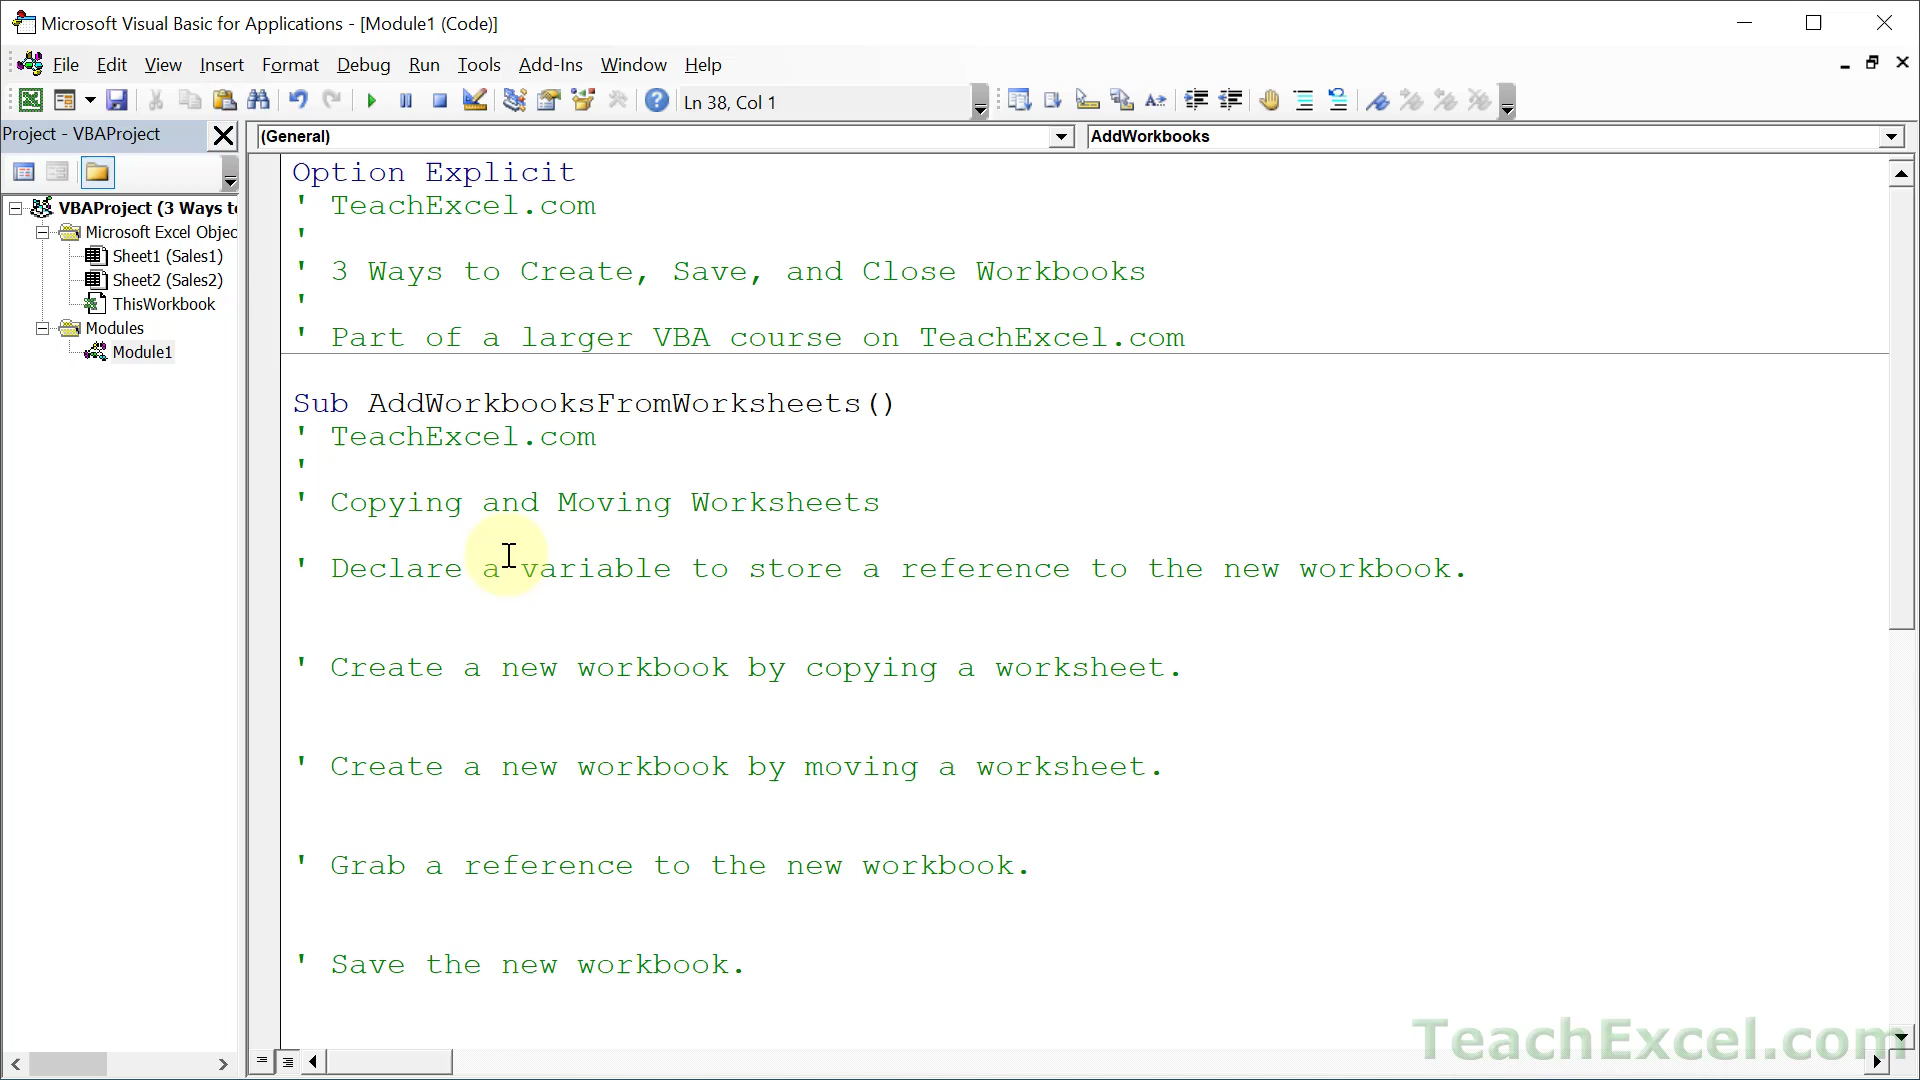 Microsoft Visual Basic for Applications - [Module1 (Code)]
File Edit View Insert Format Debug Run Tools Add-Ins Window Help
Ln 38, Col 1
Project - VBAProject
(General)
AddWorkbooks
VBAProject (3 Ways to
Microsoft Excel Objec
Sheet1 (Sales1)
Sheet2 (Sales2)
ThisWorkbook
Modules
Module1
Option Explicit
' TeachExcel.com
'
' 3 Ways to Create, Save, and Close Workbooks
'
' Part of a larger VBA course on TeachExcel.com
Sub AddWorkbooksFromWorksheets()
' TeachExcel.com
'
' Copying and Moving Worksheets
' Declare a variable to store a reference to the new workbook.
' Create a new workbook by copying a worksheet.
' Create a new workbook by moving a worksheet.
' Grab a reference to the new workbook.
' Save the new workbook.
TeachExcel.com